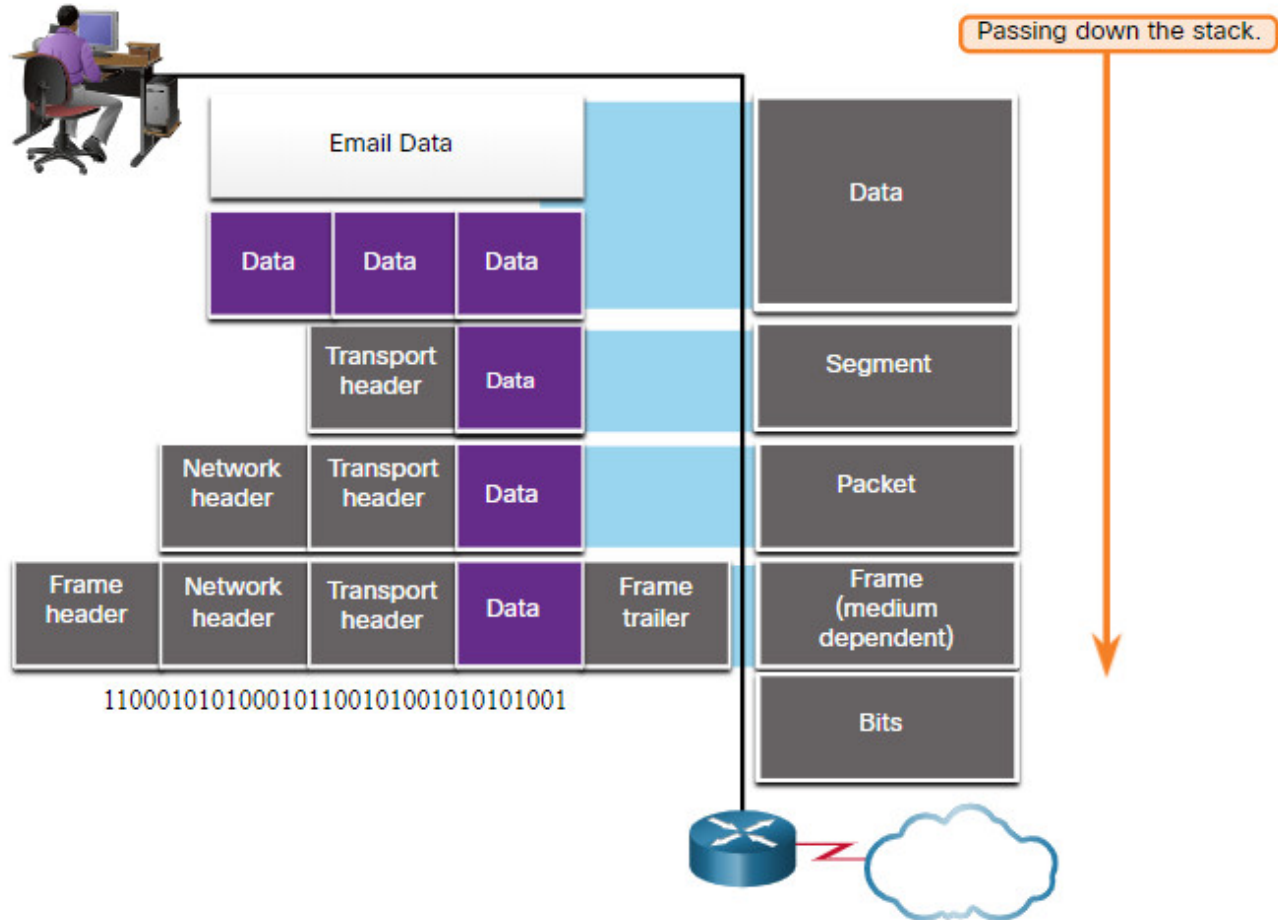 Passing down the stack.
Email Data
Data
Data
Data
Data
Transport
header
Data
Segment
Network
header
Transport
header
Data
Packet
Frame
header
Network
header
Transport
header
Data
Frame
trailer
Frame
(medium
dependent)
1100010101000101100101001010101001
Bits